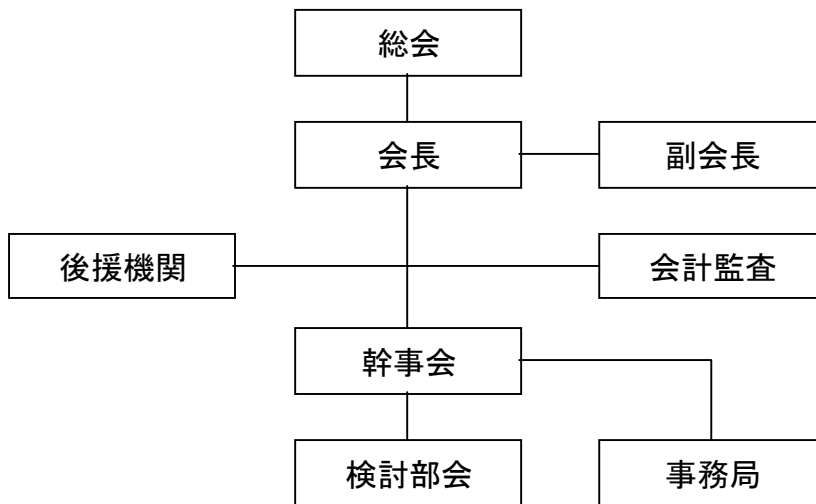 総会
会長
副会長
後援機関
会計監査
幹事会
検討部会
事務局